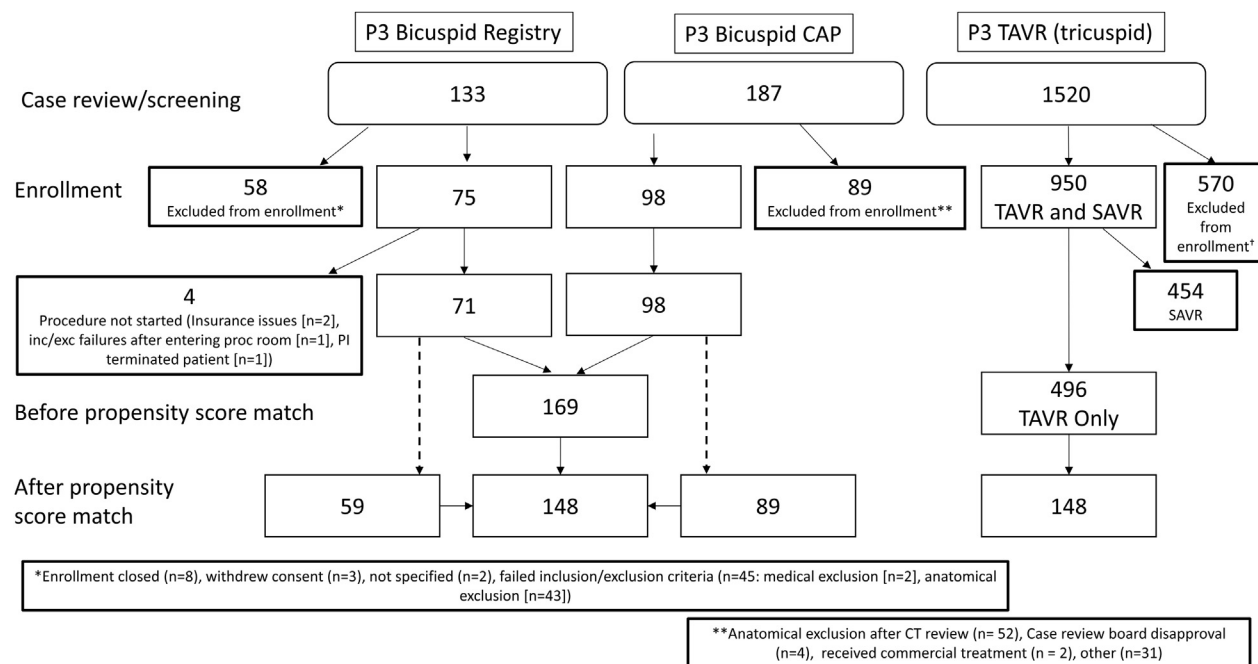 P3 Bicuspid Registry
P3 Bicuspid CAP
P3 TAVR (tricuspid)
Case review/screening
133
187
1520
Enrollment
58
Excluded from enrollment*
75
98
89
Excluded from enrollment**
950
TAVR and SAVR
570
Excluded
from
enrollment†
4
Procedure not started (Insurance issues [n=2],
inc/exc failures after entering proc room [n=1], PI
terminated patient [n=1])
71
98
454
SAVR
Before propensity score match
169
496
TAVR Only
After propensity
score match
59
148
89
148
*Enrollment closed (n=8), withdrew consent (n=3), not specified (n=2), failed inclusion/exclusion criteria (n=45: medical exclusion [n=2], anatomical
exclusion [n=43])
**Anatomical exclusion after CT review (n= 52), Case review board disapproval
(n=4), received commercial treatment (n = 2), other (n=31)